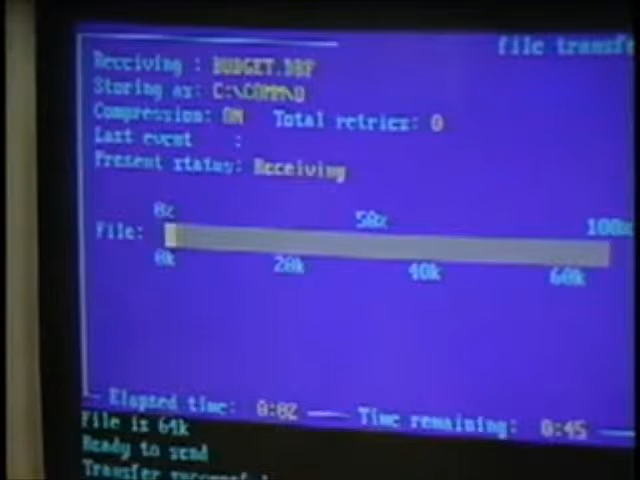 file transf
Receiving : BUDGET.DBF
Storing as: C:\COMM\D
Compression: ON Total retries: 0
Last event :
Present status: Receiving
0% 50% 100%
File:
0k 20k 40k 60k
Elapsed time: 0:02 Time remaining: 0:45
File is 64k
Ready to send
Transfer